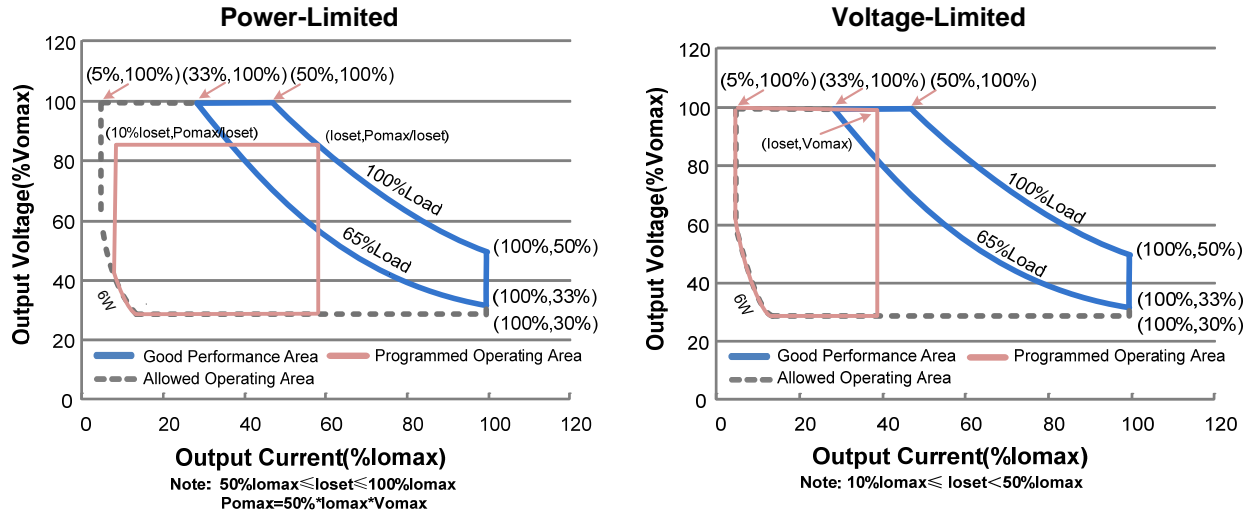 Power-Limited
120
(5%,100%) (33%,100%) (50%,100%)
100
(10%Ioset,Pomax/Ioset)
(Ioset,Pomax/Ioset)
80
100%Load
60
65%Load
(100%,50%)
40
6W
(100%,33%)
20
(100%,30%)
Good Performance Area
Programmed Operating Area
Allowed Operating Area
0
0 20 40 60 80 100 120
Output Voltage(%Vomax)
Output Current(%Iomax)
Note: 50%Iomax≤Ioset≤100%Iomax
Pomax=50%*Iomax*Vomax
Voltage-Limited
120
(5%,100%) (33%,100%) (50%,100%)
100
(Ioset,Vomax)
80
100%Load
60
65%Load
(100%,50%)
40
6W
(100%,33%)
20
(100%,30%)
Good Performance Area
Programmed Operating Area
Allowed Operating Area
0
0 20 40 60 80 100 120
Output Voltage(%Vomax)
Output Current(%Iomax)
Note: 10%Iomax≤ Ioset<50%Iomax